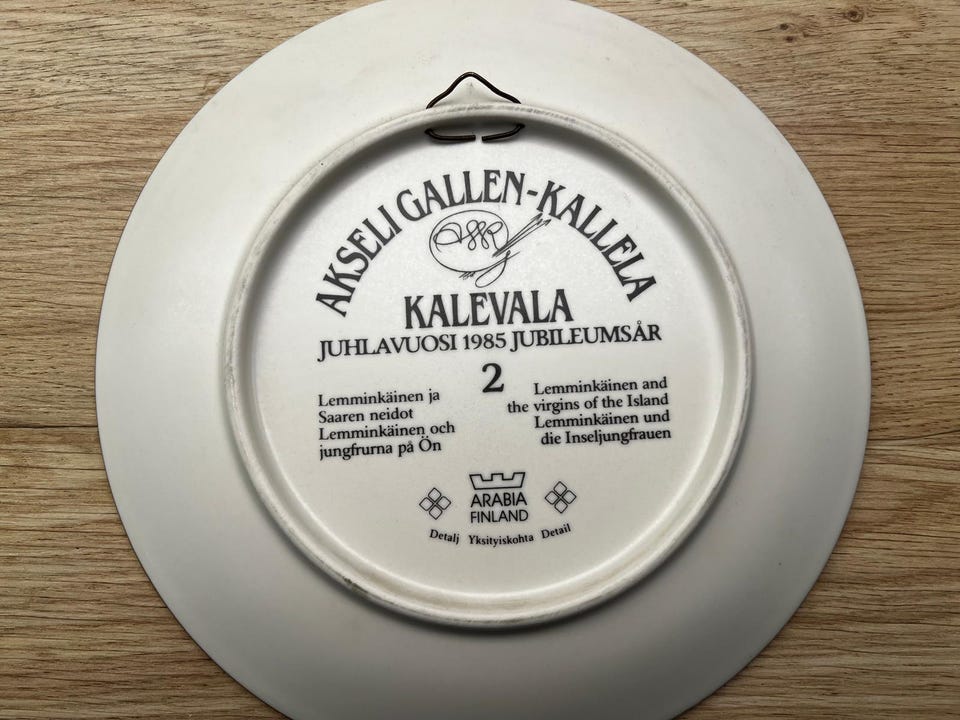 AKSELI GALLEN-KALLELA
KALEVALA
JUHLAVUOSI 1985 JUBILEUMSÅR
2
Lemminkäinen ja
Saaren neidot
Lemminkäinen och
jungfrurna på Ön
Lemminkäinen and
the virgins of the Island
Lemminkäinen und
die Inseljungfrauen
ARABIA
FINLAND
Detalj Yksityiskohta Detail